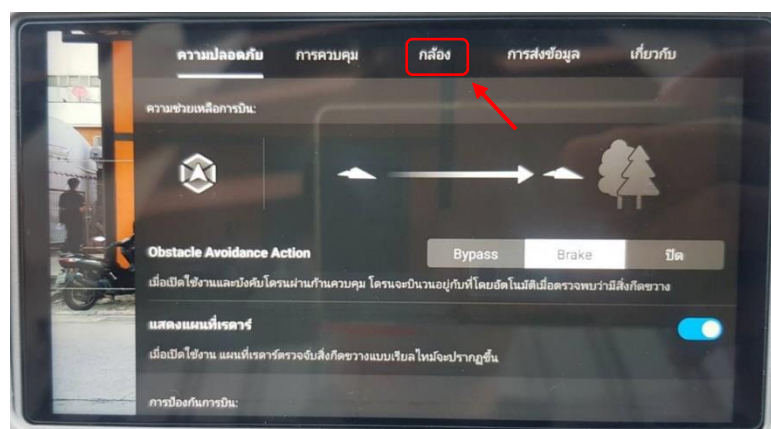 ความปลอดภัย การควบคุม กล้อง การส่งข้อมูล เกี่ยวกับ
ความช่วยเหลือการบิน:
Obstacle Avoidance Action Bypass Brake ปิด
เมื่อเปิดใช้งานและบังคับโดรนผ่านก้านควบคุม โดรนจะบินวนอยู่กับที่โดยอัตโนมัติเมื่อตรวจพบว่ามีสิ่งกีดขวาง
แสดงแผนที่เรดาร์
เมื่อเปิดใช้งาน แผนที่เรดาร์ตรวจจับสิ่งกีดขวางแบบเรียลไทม์จะปรากฏขึ้น
การป้องกันการบิน: